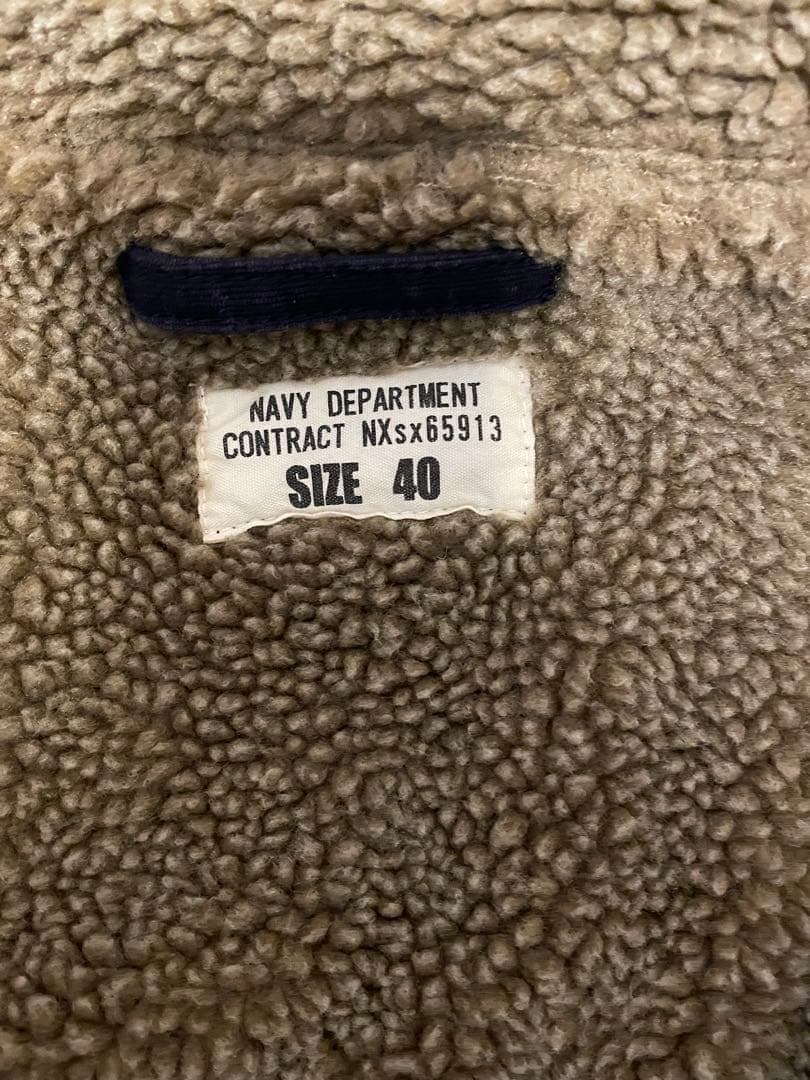 NAVY DEPARTMENT
CONTRACT NXsx65913
SIZE 40